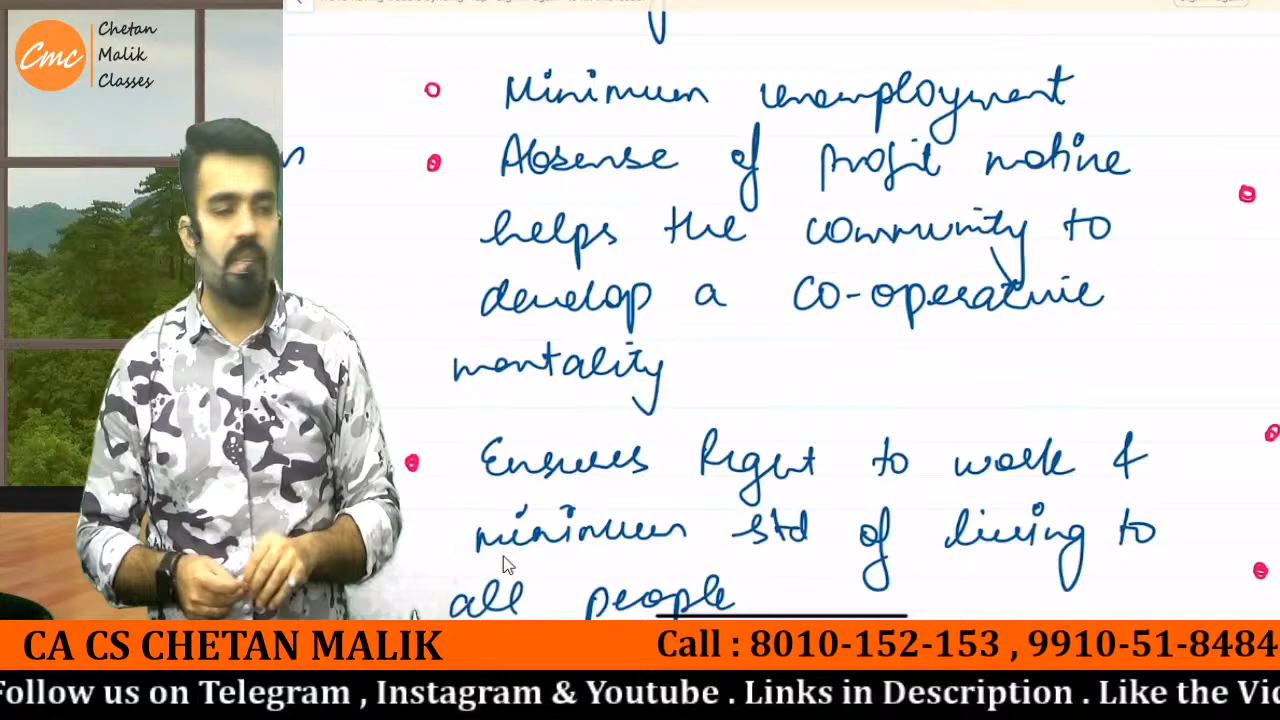 Chetan
Malik
Classes
Cmc
Minimum unemployment
Absense of profit motive
helps the community to
develop a co-operative
mentality
Ensures Right to work &
minimum std of living to
all people
CA CS CHETAN MALIK
Call : 8010-152-153 , 9910-51-8484
Follow us on Telegram , Instagram & Youtube . Links in Description . Like the Vid